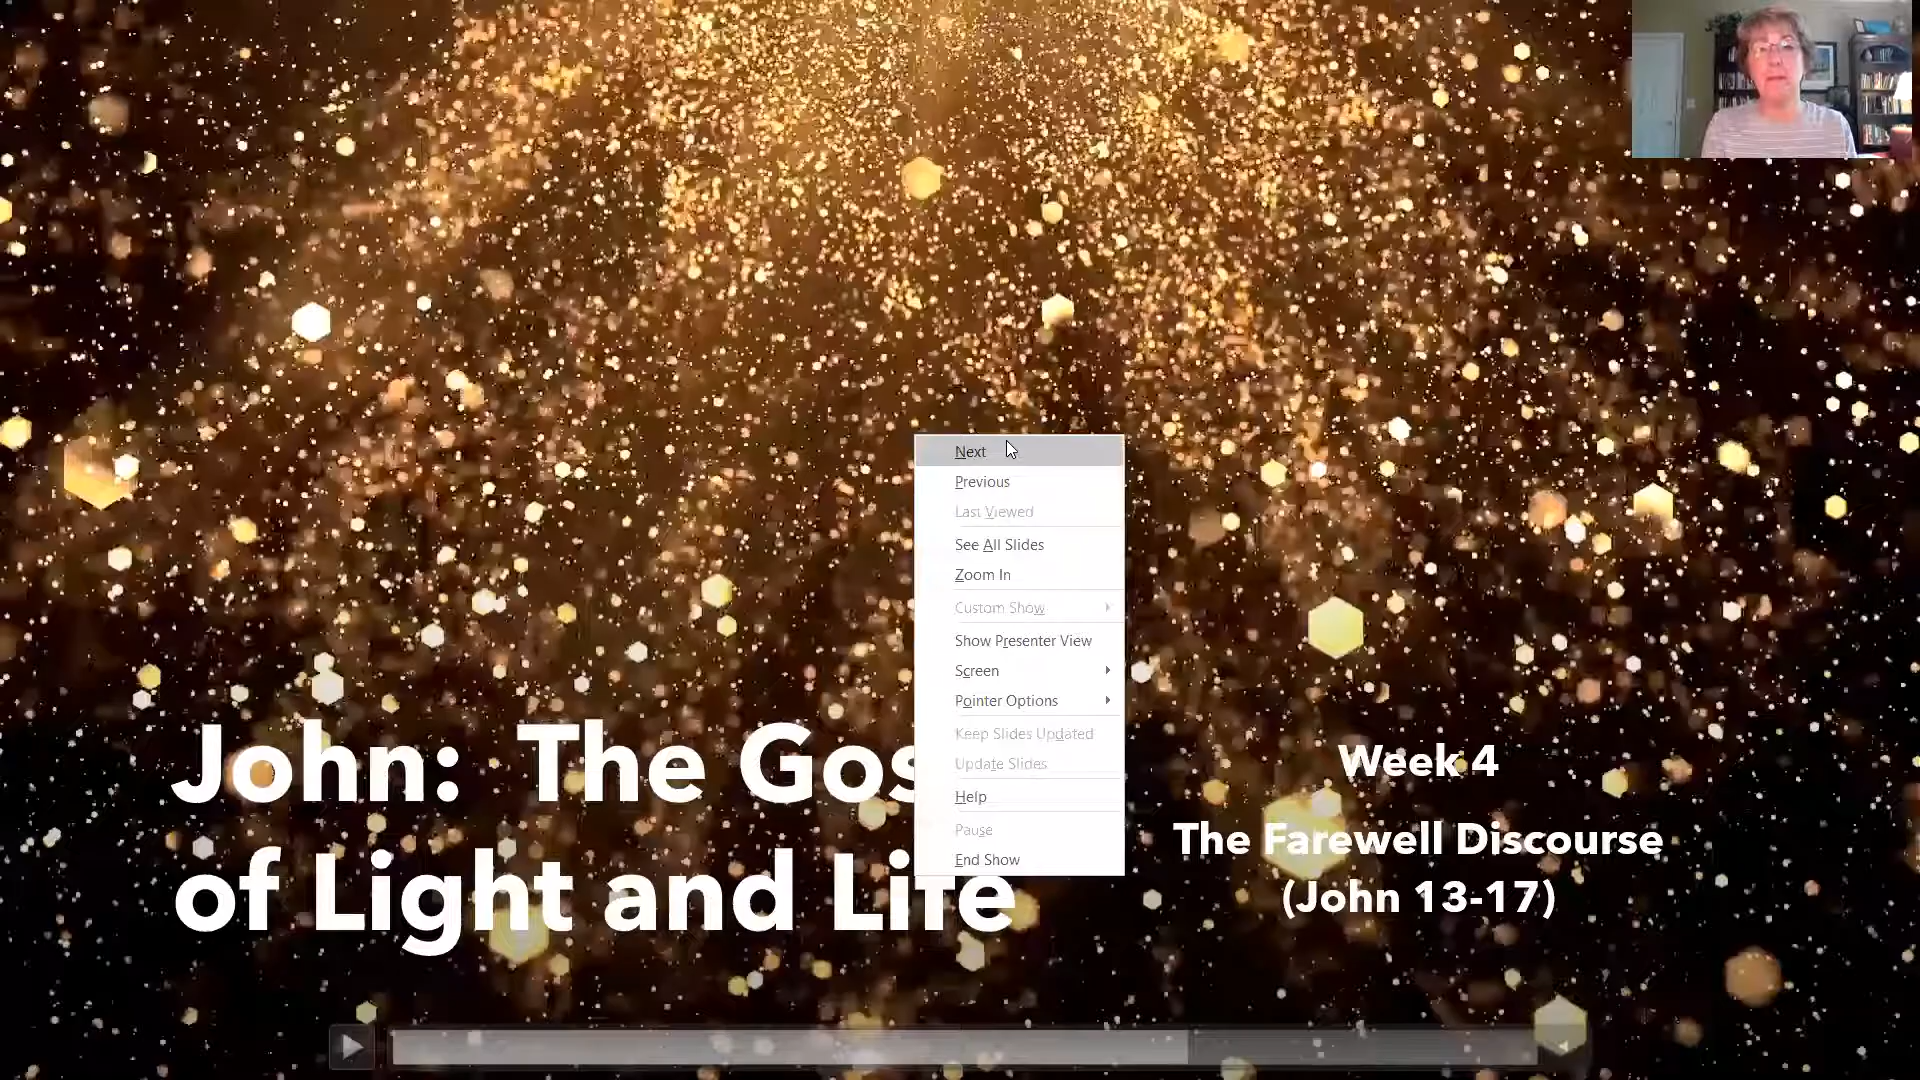 Next
Previous
Last Viewed
See All Slides
Zoom In
Custom Show
Show Presenter View
Screen
Pointer Options
Keep Slides Updated
Update Slides
Help
Pause
End Show
John: The Gos
of Light and Life
Week 4
The Farewell Discourse
(John 13-17)